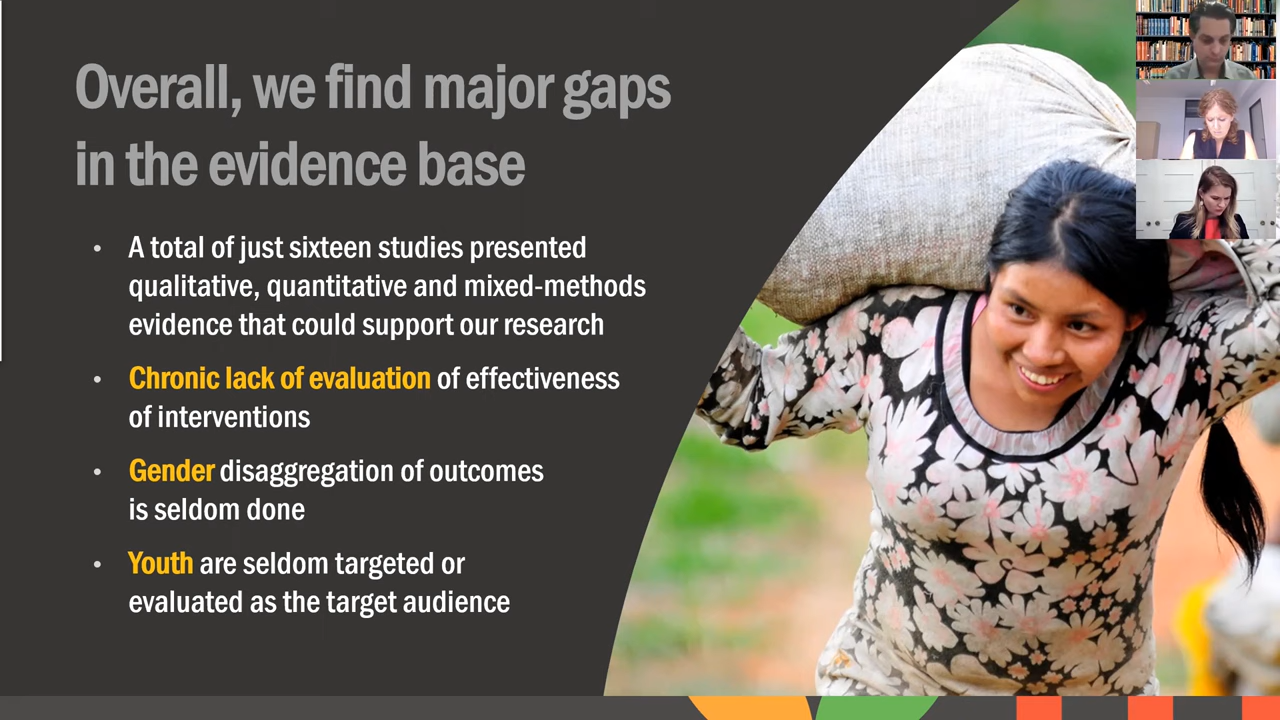 Overall, we find major gaps
in the evidence base
• A total of just sixteen studies presented
qualitative, quantitative and mixed-methods
evidence that could support our research
• Chronic lack of evaluation of effectiveness
of interventions
• Gender disaggregation of outcomes
is seldom done
• Youth are seldom targeted or
evaluated as the target audience